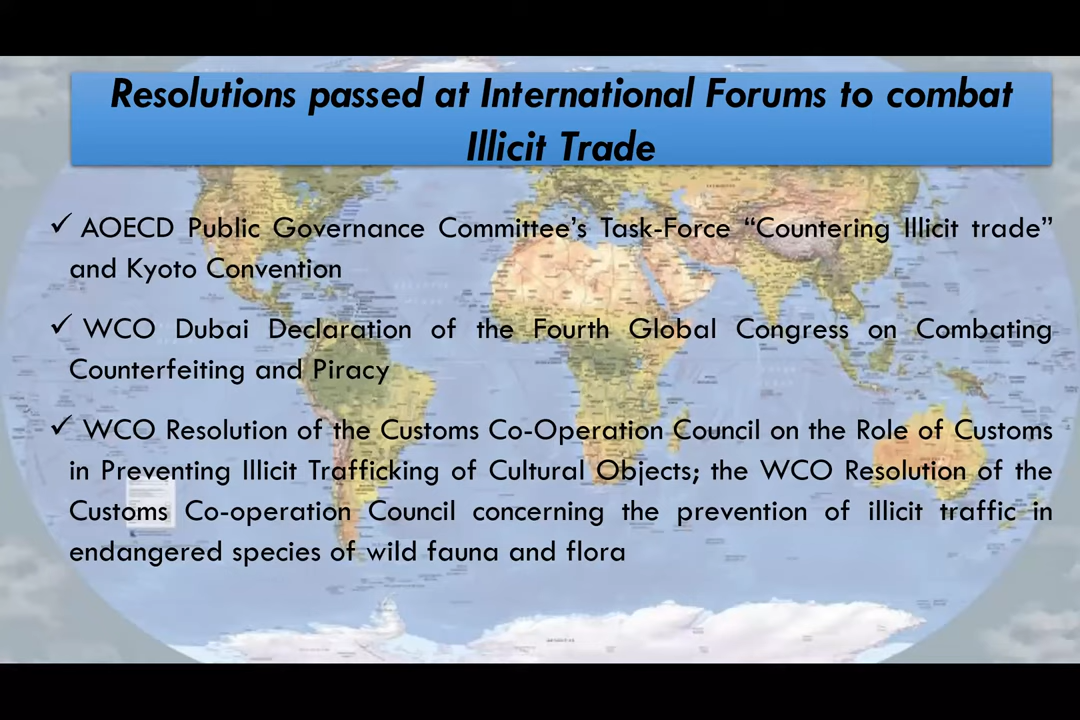 Resolutions passed at International Forums to combat
Illicit Trade
✓ AOECD Public Governance Committee’s Task-Force “Countering Illicit trade”
and Kyoto Convention
✓ WCO Dubai Declaration of the Fourth Global Congress on Combating
Counterfeiting and Piracy
✓ WCO Resolution of the Customs Co-Operation Council on the Role of Customs
in Preventing Illicit Trafficking of Cultural Objects; the WCO Resolution of the
Customs Co-operation Council concerning the prevention of illicit traffic in
endangered species of wild fauna and flora